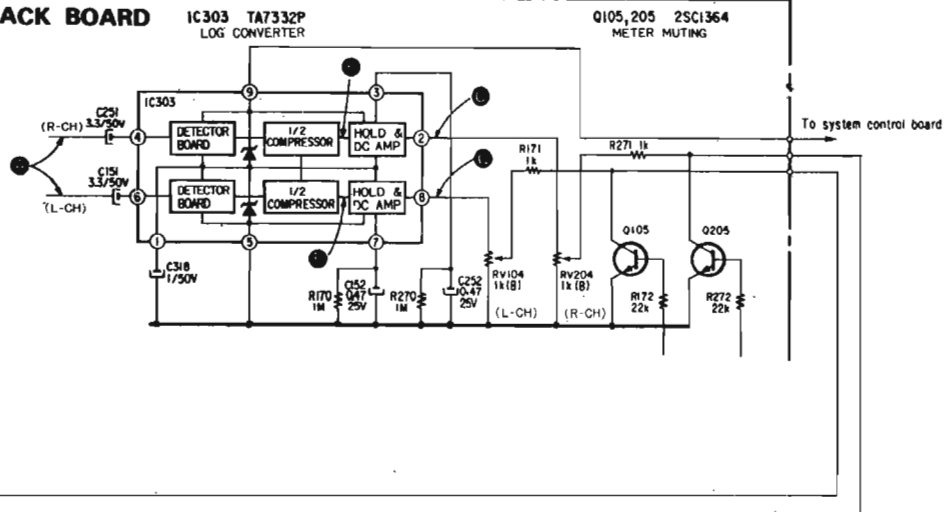 ACK BOARD
IC303 TA7332P
LOG CONVERTER
Q105,205 2SC1364
METER MUTING
9
3
IC303
C251
3.3/50V
(R-CH)
4
DETECTOR
BOARD
1/2
COMPRESSOR
HOLD &
DC AMP
2
To system control board
R171
1k
R271 1k
C151
3.3/50V
(L-CH)
6
DETECTOR
BOARD
1/2
COMPRESSOR
HOLD &
DC AMP
8
1
5
7
Q105
Q205
C318
1/50V
R170
1M
C152
0.47
25V
R270
1M
C252
0.47
25V
RV104
1k(B)
(L-CH)
RV204
1k(B)
(R-CH)
R172
22k
R272
22k